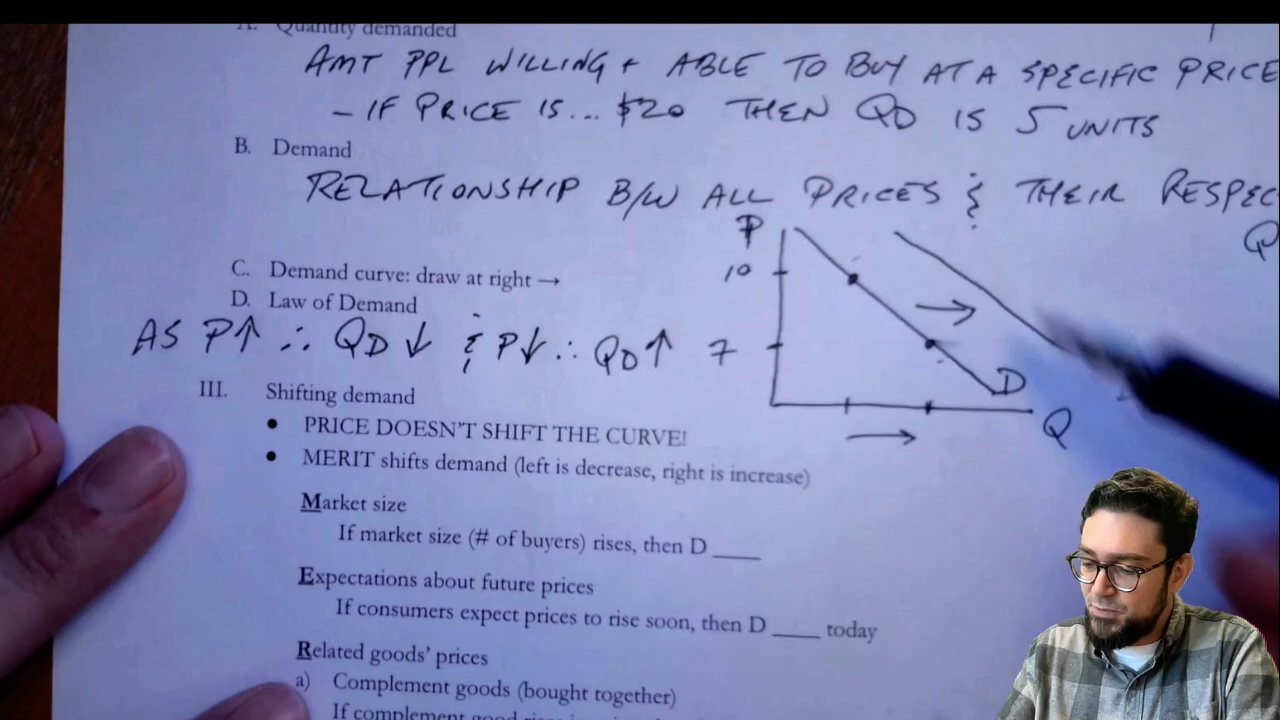 A. Quantity demanded
AMT PPL WILLING + ABLE TO BUY AT A SPECIFIC PRICE
- IF PRICE IS... $20 THEN QD IS 5 UNITS
B. Demand
RELATIONSHIP B/W ALL PRICES & THEIR RESPEC
Q
P
10
C. Demand curve: draw at right →
D. Law of Demand
AS P↑ ∴ QD↓ & P↓ ∴ QD↑
7
D
→
Q
→
III. Shifting demand
• PRICE DOESN'T SHIFT THE CURVE!
• MERIT shifts demand (left is decrease, right is increase)
Market size
If market size (# of buyers) rises, then D ____
Expectations about future prices
If consumers expect prices to rise soon, then D ____ today
Related goods' prices
a) Complement goods (bought together)
If complement good